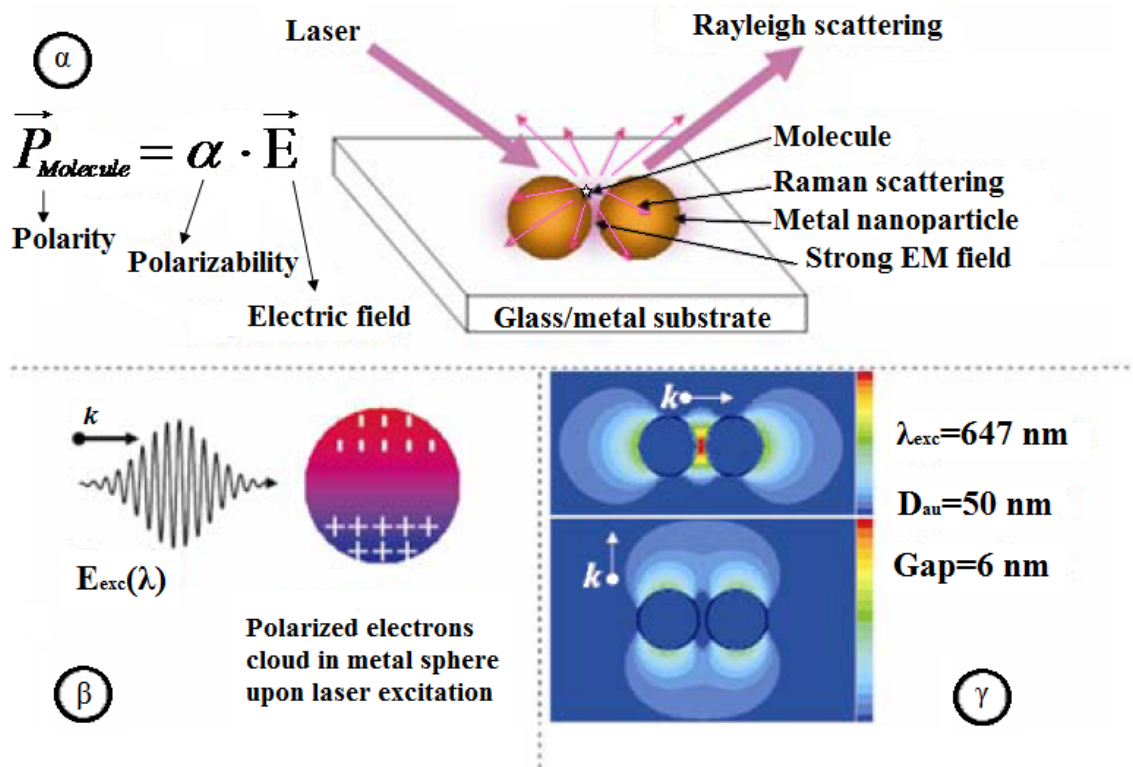 α
Laser
Rayleigh scattering
P Molecule = α · E
Polarity
Polarizability
Electric field
Molecule
Raman scattering
Metal nanoparticle
Strong EM field
Glass/metal substrate
k
Eexc(λ)
Polarized electrons
cloud in metal sphere
upon laser excitation
β
k
k
λexc=647 nm
Dau=50 nm
Gap=6 nm
γ